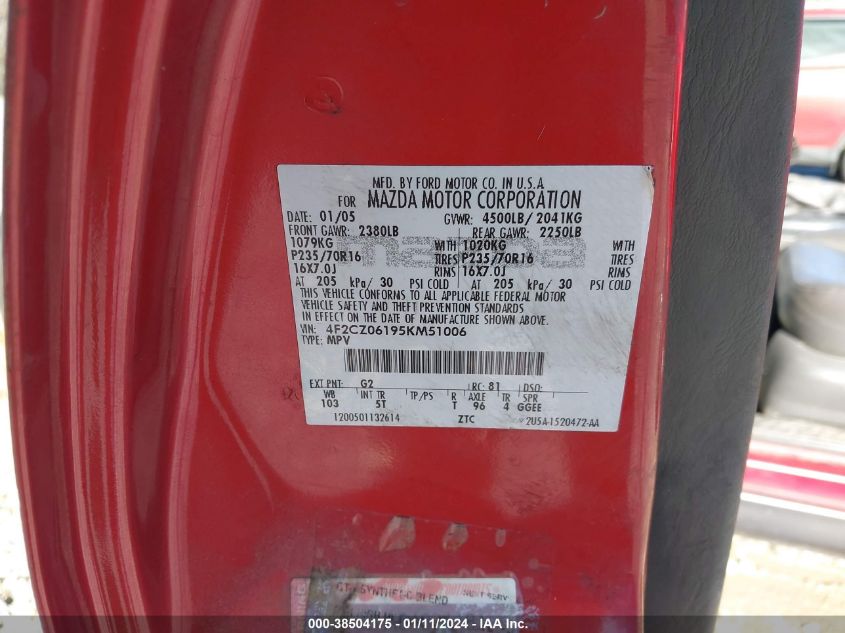 MFD. BY FORD MOTOR CO. IN U.S.A
FOR MAZDA MOTOR CORPORATION
DATE: 01/05 GVWR: 4500LB/2041KG
FRONT GAWR: 2380LB REAR GAWR: 2250LB
1079KG WITH 1020KG WITH
P235/70R16 TIRES P235/70R16 TIRES
16X7.0J RIMS 16X7.0J RIMS
AT 205 kPa/ 30 PSI COLD AT 205 kPa/ 30 PSI COLD
THIS VEHICLE CONFORMS TO ALL APPLICABLE FEDERAL MOTOR
VEHICLE SAFETY AND THEFT PREVENTION STANDARDS
IN EFFECT ON THE DATE OF MANUFACTURE SHOWN ABOVE.
VIN: 4F2CZ06195KM51006
TYPE: MPV
EXT PNT: G2 RC: 81 DSO:
WB INT TR TP/PS R AXLE TR SPR
103 5T T 96 4 GGEE
1200501132614 ZTC 2U5A-1520472-AA
SYNTHETIC BLEND
000-38504175 - 01/11/2024 - IAAI Inc.